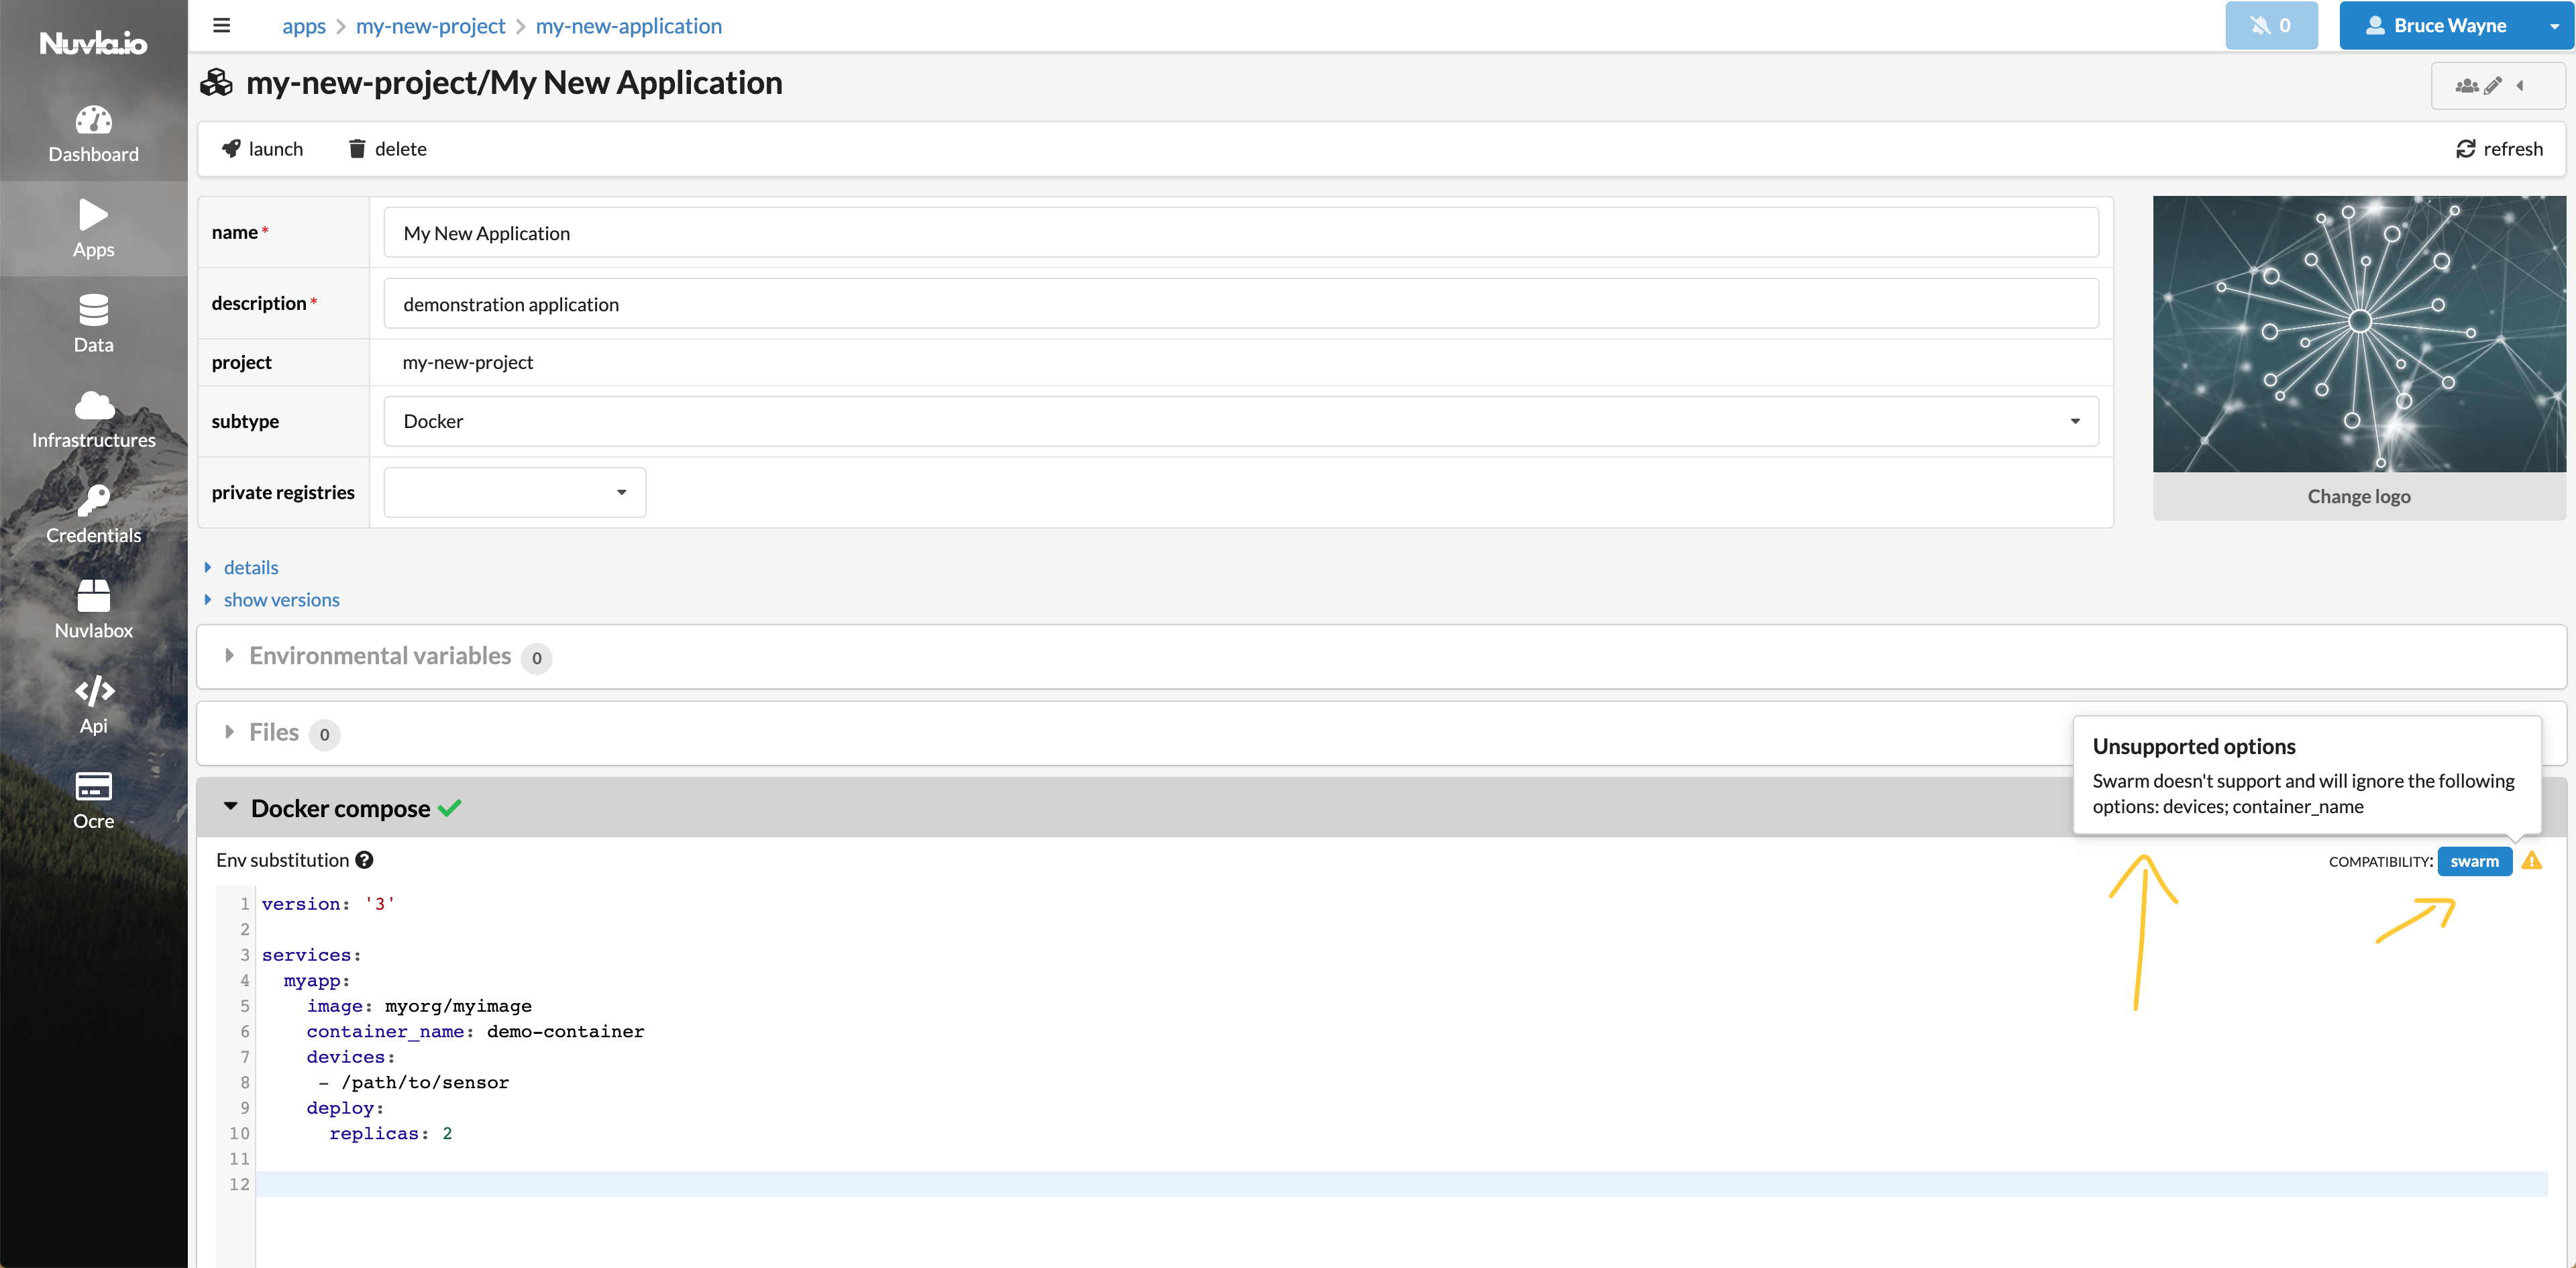 Nuvla.io
apps > my-new-project > my-new-application
0
Bruce Wayne
my-new-project/My New Application
launch
delete
refresh
Dashboard
Apps
Data
Infrastructures
Credentials
Nuvlabox
Api
Ocre
name *
My New Application
description *
demonstration application
project
my-new-project
subtype
Docker
private registries
Change logo
details
show versions
Environmental variables 0
Files 0
Unsupported options
Swarm doesn't support and will ignore the following
options: devices; container_name
Docker compose
Env substitution
COMPATIBILITY: swarm
1 version: '3'
2
3 services:
4 myapp:
5 image: myorg/myimage
6 container_name: demo-container
7 devices:
8 - /path/to/sensor
9 deploy:
10 replicas: 2
11
12